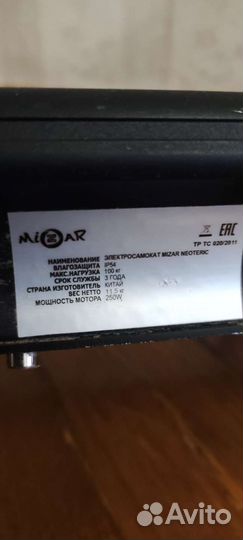 MiZAR
EAC
ТР ТС 020/2011
НАИМЕНОВАНИЕ ЭЛЕКТРОСАМОКАТ MIZAR NEOTERIC
ВЛАГОЗАЩИТА IP54
МАКС.НАГРУЗКА 100 кг
СРОК СЛУЖБЫ 3 ГОДА
СТРАНА ИЗГОТОВИТЕЛЬ КИТАЙ
ВЕС НЕТТО 11,5 кг
МОЩНОСТЬ МОТОРА 250W
Avito